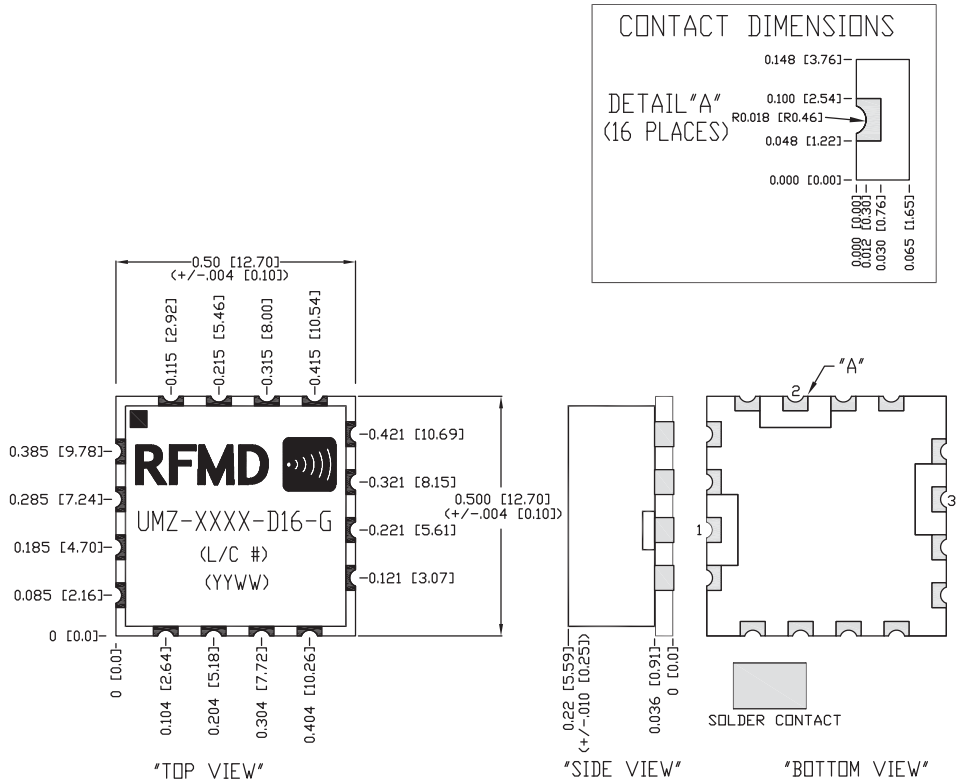 CONTACT DIMENSIONS
0.148 [3.76]
DETAIL"A"
(16 PLACES)
0.100 [2.54]
R0.018 [R0.46]
0.048 [1.22]
0.000 [0.00]
0.000 [0.00]
0.012 [0.30]
0.030 [0.76]
0.065 [1.65]
0.50 [12.70]
(+/-.004 [0.10])
0.115 [2.92]
0.215 [5.46]
0.315 [8.00]
0.415 [10.54]
0.385 [9.78]
0.285 [7.24]
0.185 [4.70]
0.085 [2.16]
0 [0.0]
RFMD
UMZ-XXXX-D16-G
(L/C #)
(YYWW)
0.421 [10.69]
0.321 [8.15]
0.221 [5.61]
0.121 [3.07]
0.500 [12.70]
(+/-.004 [0.10])
0 [0.0]
0.104 [2.64]
0.204 [5.18]
0.304 [7.72]
0.404 [10.26]
"TOP VIEW"
0.22 [5.59]
(+/-.010 [0.25])
0.036 [0.91]
0 [0.0]
"SIDE VIEW"
"A"
2
1
3
SOLDER CONTACT
"BOTTOM VIEW"